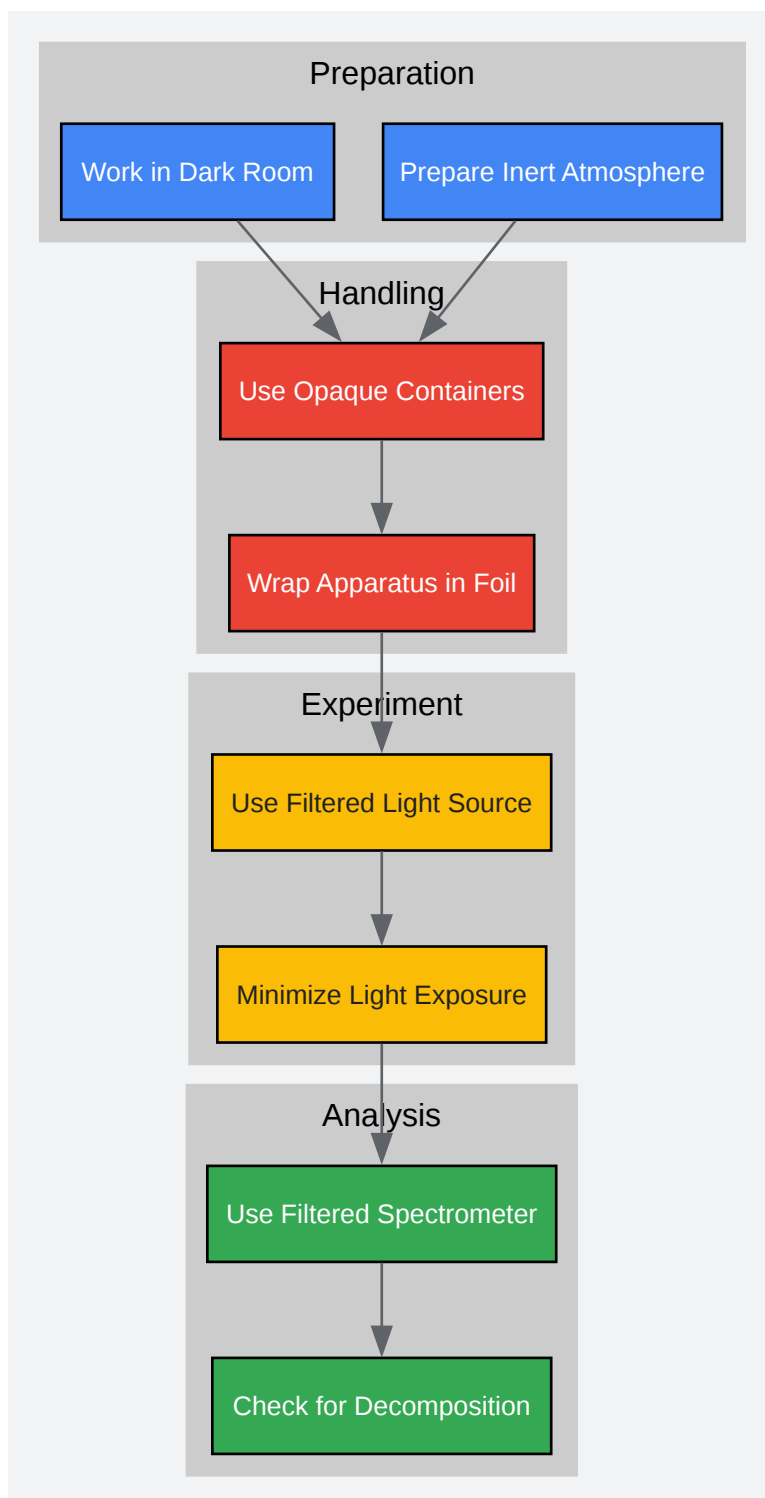 Preparation
Work in Dark Room
Prepare Inert Atmosphere
Handling
Use Opaque Containers
Wrap Apparatus in Foil
Experiment
Use Filtered Light Source
Minimize Light Exposure
Analysis
Use Filtered Spectrometer
Check for Decomposition